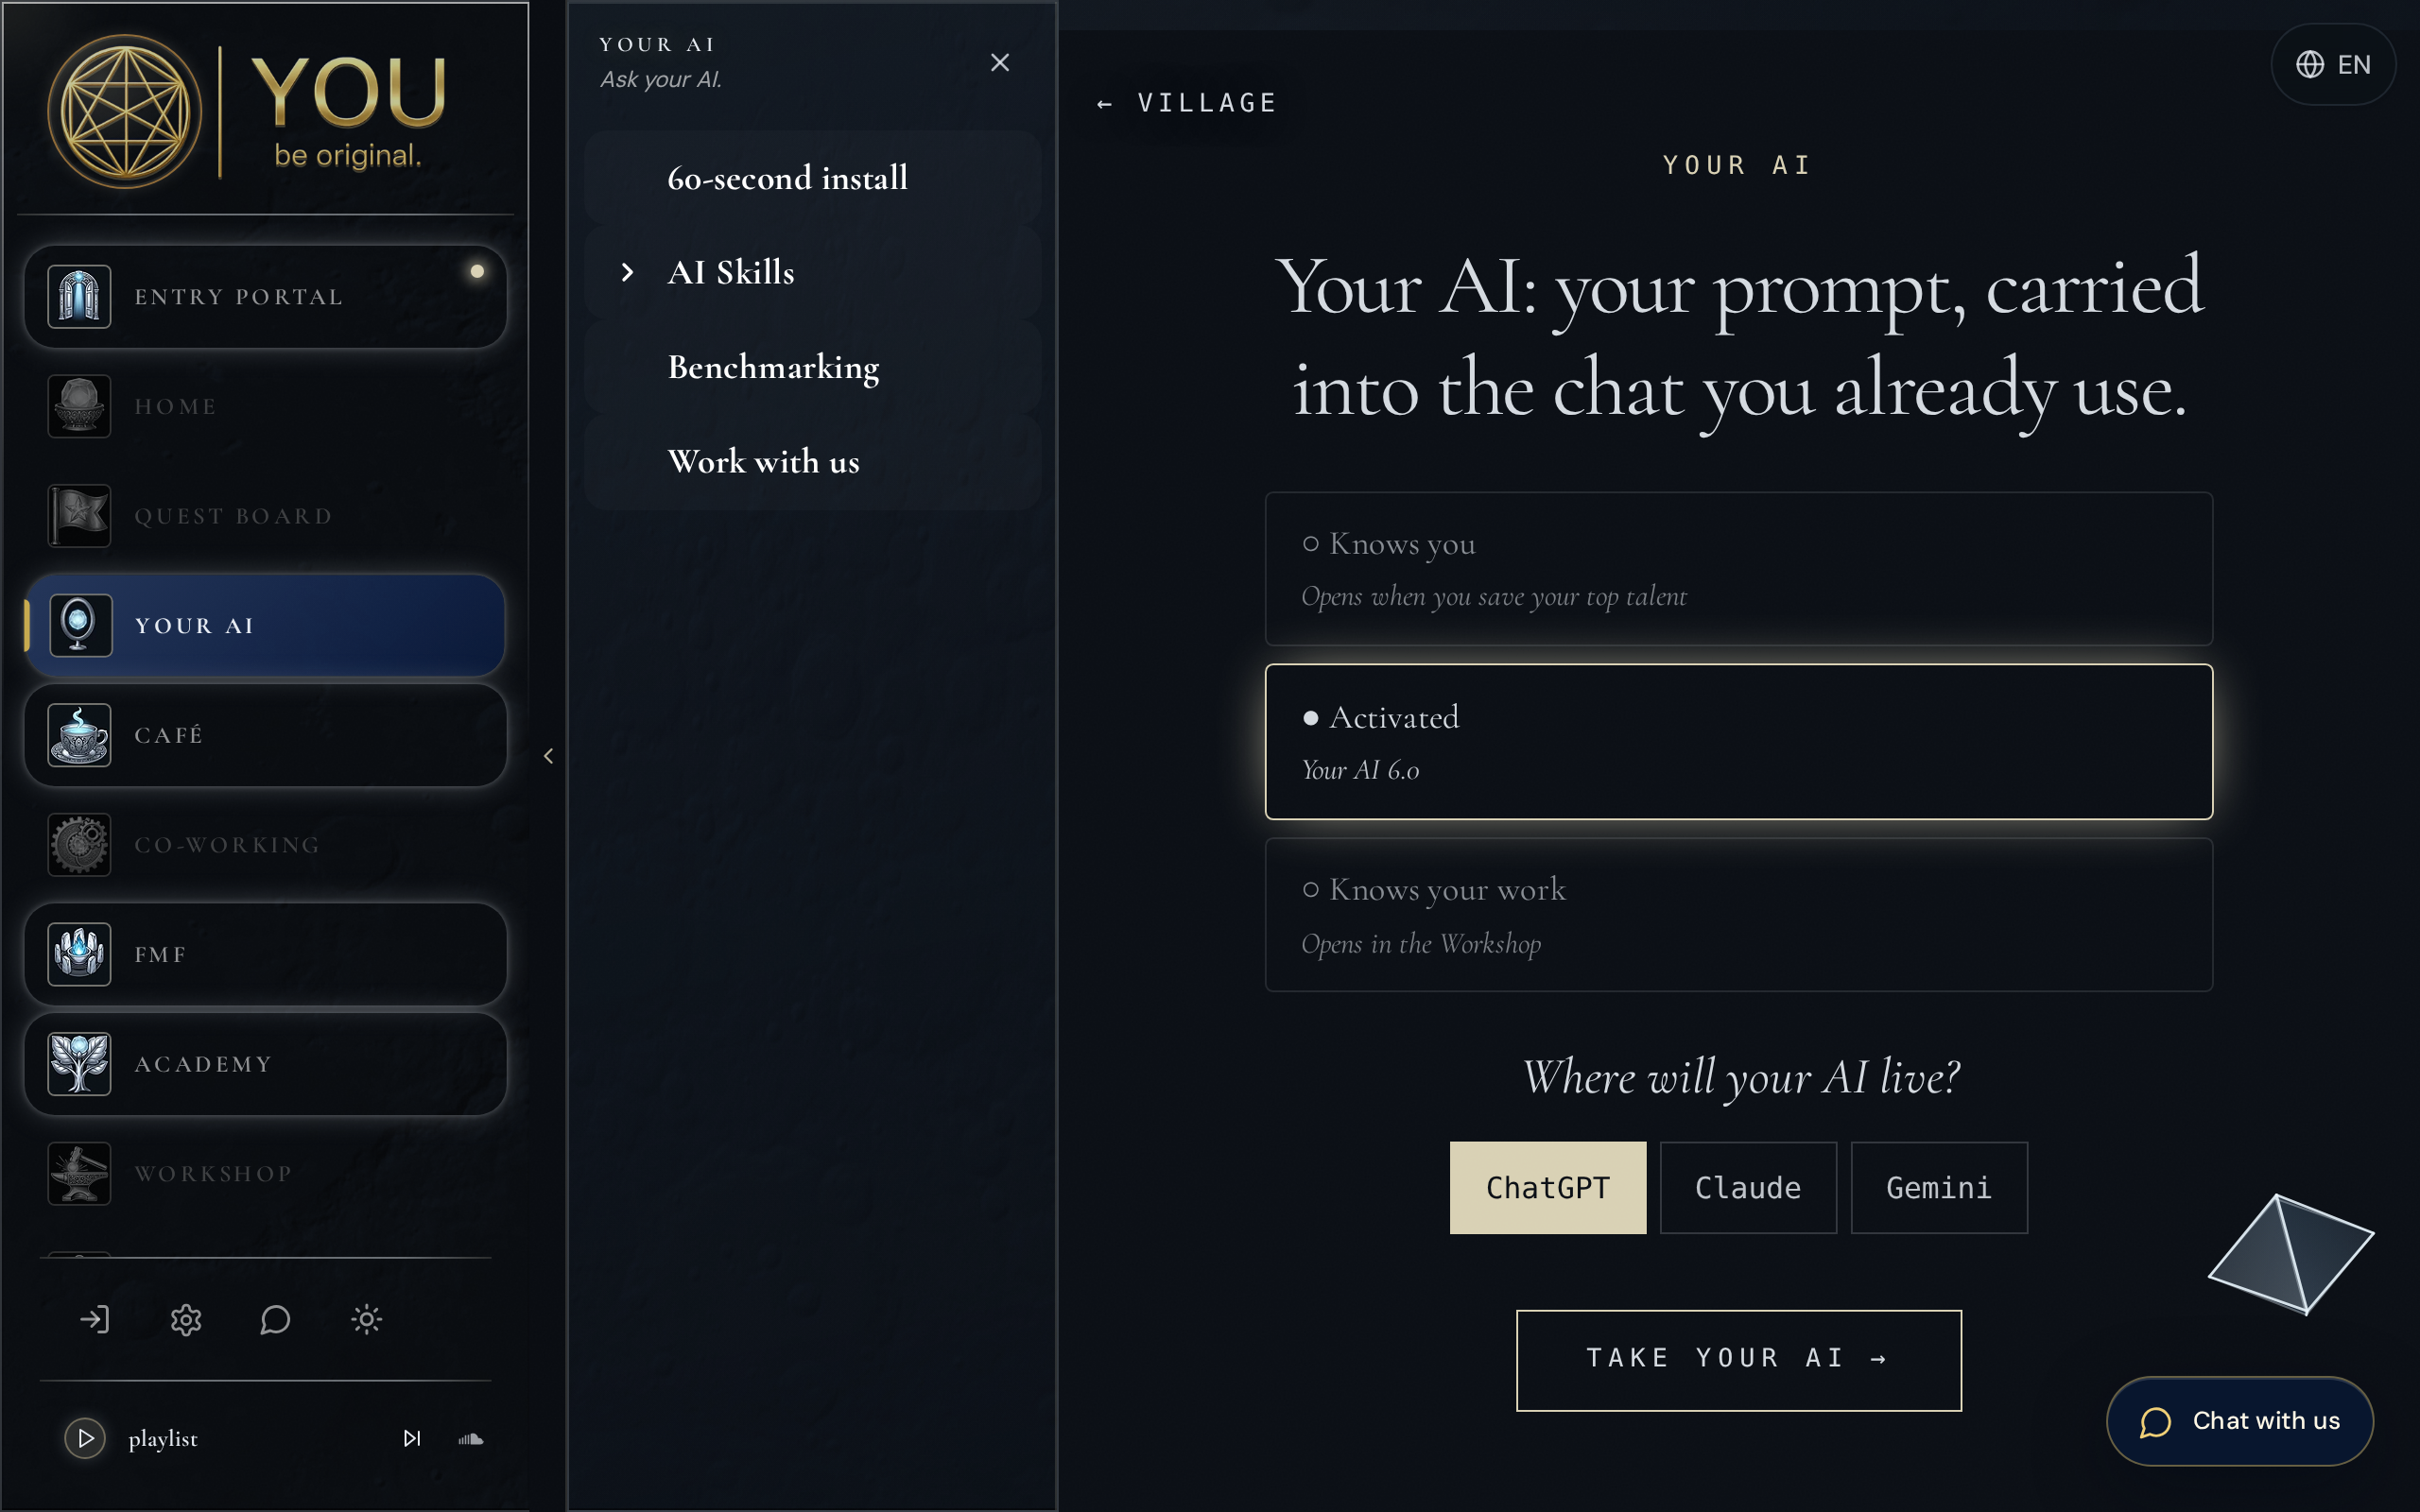 YOU
be original.
ENTRY PORTAL
HOME
QUEST BOARD
YOUR AI
CAFÉ
CO-WORKING
FMF
ACADEMY
WORKSHOP
playlist
YOUR AI
Ask your AI.
60-second install
AI Skills
Benchmarking
Work with us
← VILLAGE
EN
YOUR AI
Your AI: your prompt, carried
into the chat you already use.
○ Knows you
Opens when you save your top talent
● Activated
Your AI 6.0
○ Knows your work
Opens in the Workshop
Where will your AI live?
ChatGPT Claude Gemini
TAKE YOUR AI →
Chat with us